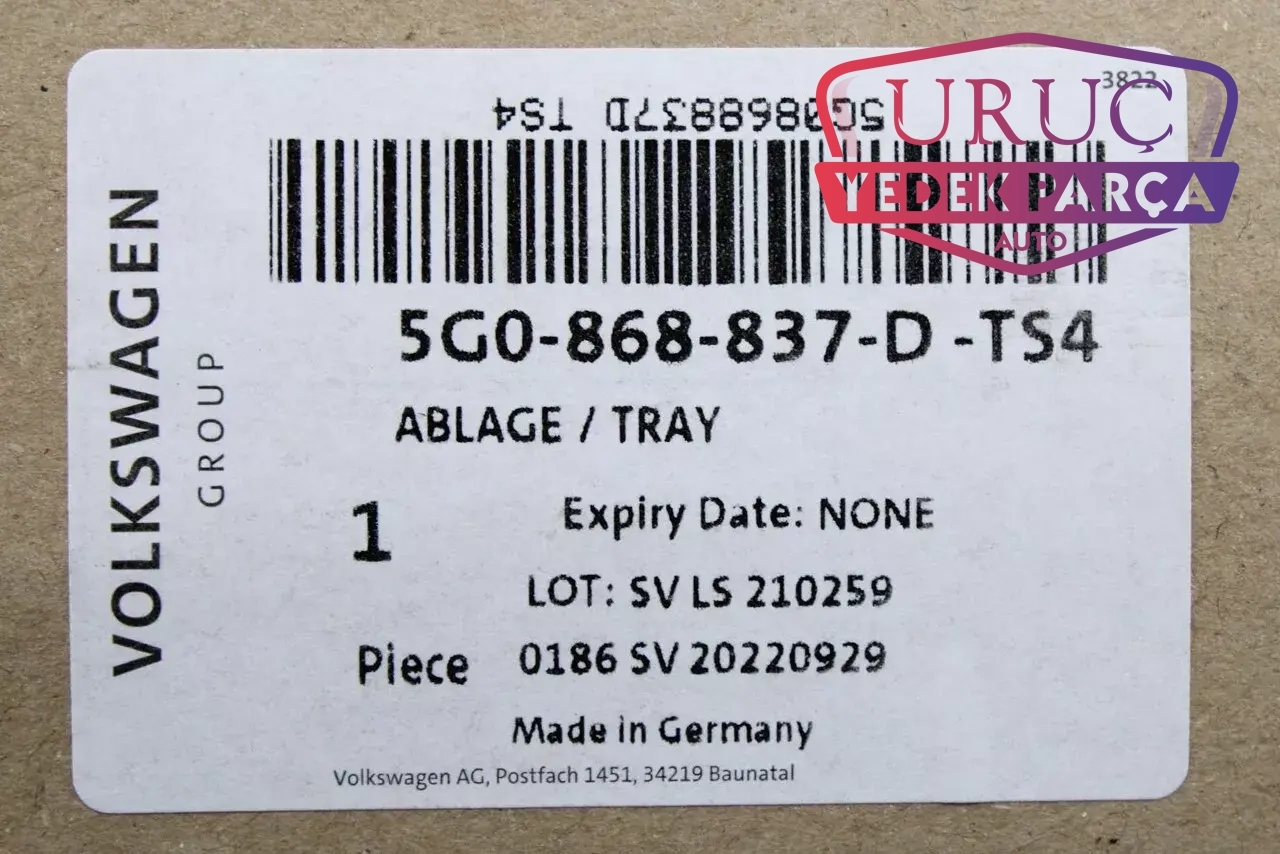 3822
5G0868837D TS4
URUÇ
YEDEK PARÇA
AUTO
VOLKSWAGEN
GROUP
5G0-868-837-D -TS4
ABLAGE / TRAY
1
Expiry Date: NONE
LOT: SV LS 210259
Piece 0186 SV 20220929
Made in Germany
Volkswagen AG, Postfach 1451, 34219 Baunatal